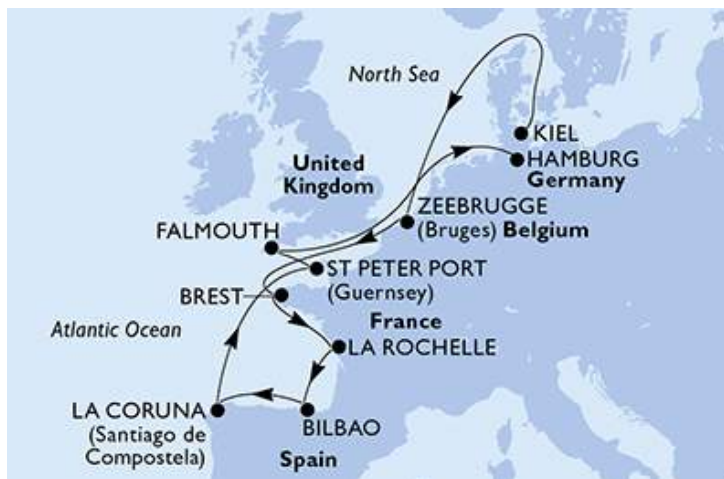 North Sea
KIEL
HAMBURG
Germany
United
Kingdom
ZEEBRUGGE
(Bruges) Belgium
FALMOUTH
ST PETER PORT
(Guernsey)
BREST
France
Atlantic Ocean
LA ROCHELLE
LA CORUNA
(Santiago de
Compostela)
BILBAO
Spain